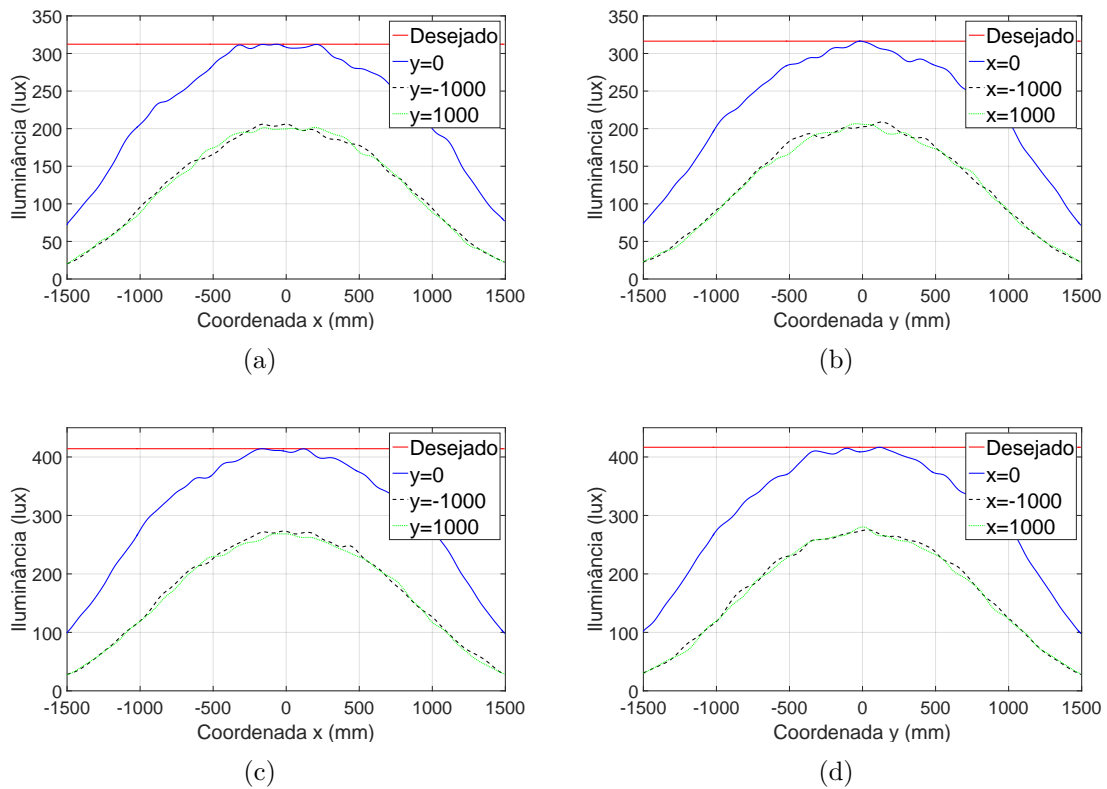 350
300
250
200
150
100
50
0
Iluminância (lux)
-1500 -1000 -500 0 500 1000 1500
Coordenada x (mm)
Desejado
y=0
y=-1000
y=1000
(a)
350
300
250
200
150
100
50
0
Iluminância (lux)
-1500 -1000 -500 0 500 1000 1500
Coordenada y (mm)
Desejado
x=0
x=-1000
x=1000
(b)
400
300
200
100
0
Iluminância (lux)
-1500 -1000 -500 0 500 1000 1500
Coordenada x (mm)
Desejado
y=0
y=-1000
y=1000
(c)
400
300
200
100
0
Iluminância (lux)
-1500 -1000 -500 0 500 1000 1500
Coordenada y (mm)
Desejado
x=0
x=-1000
x=1000
(d)